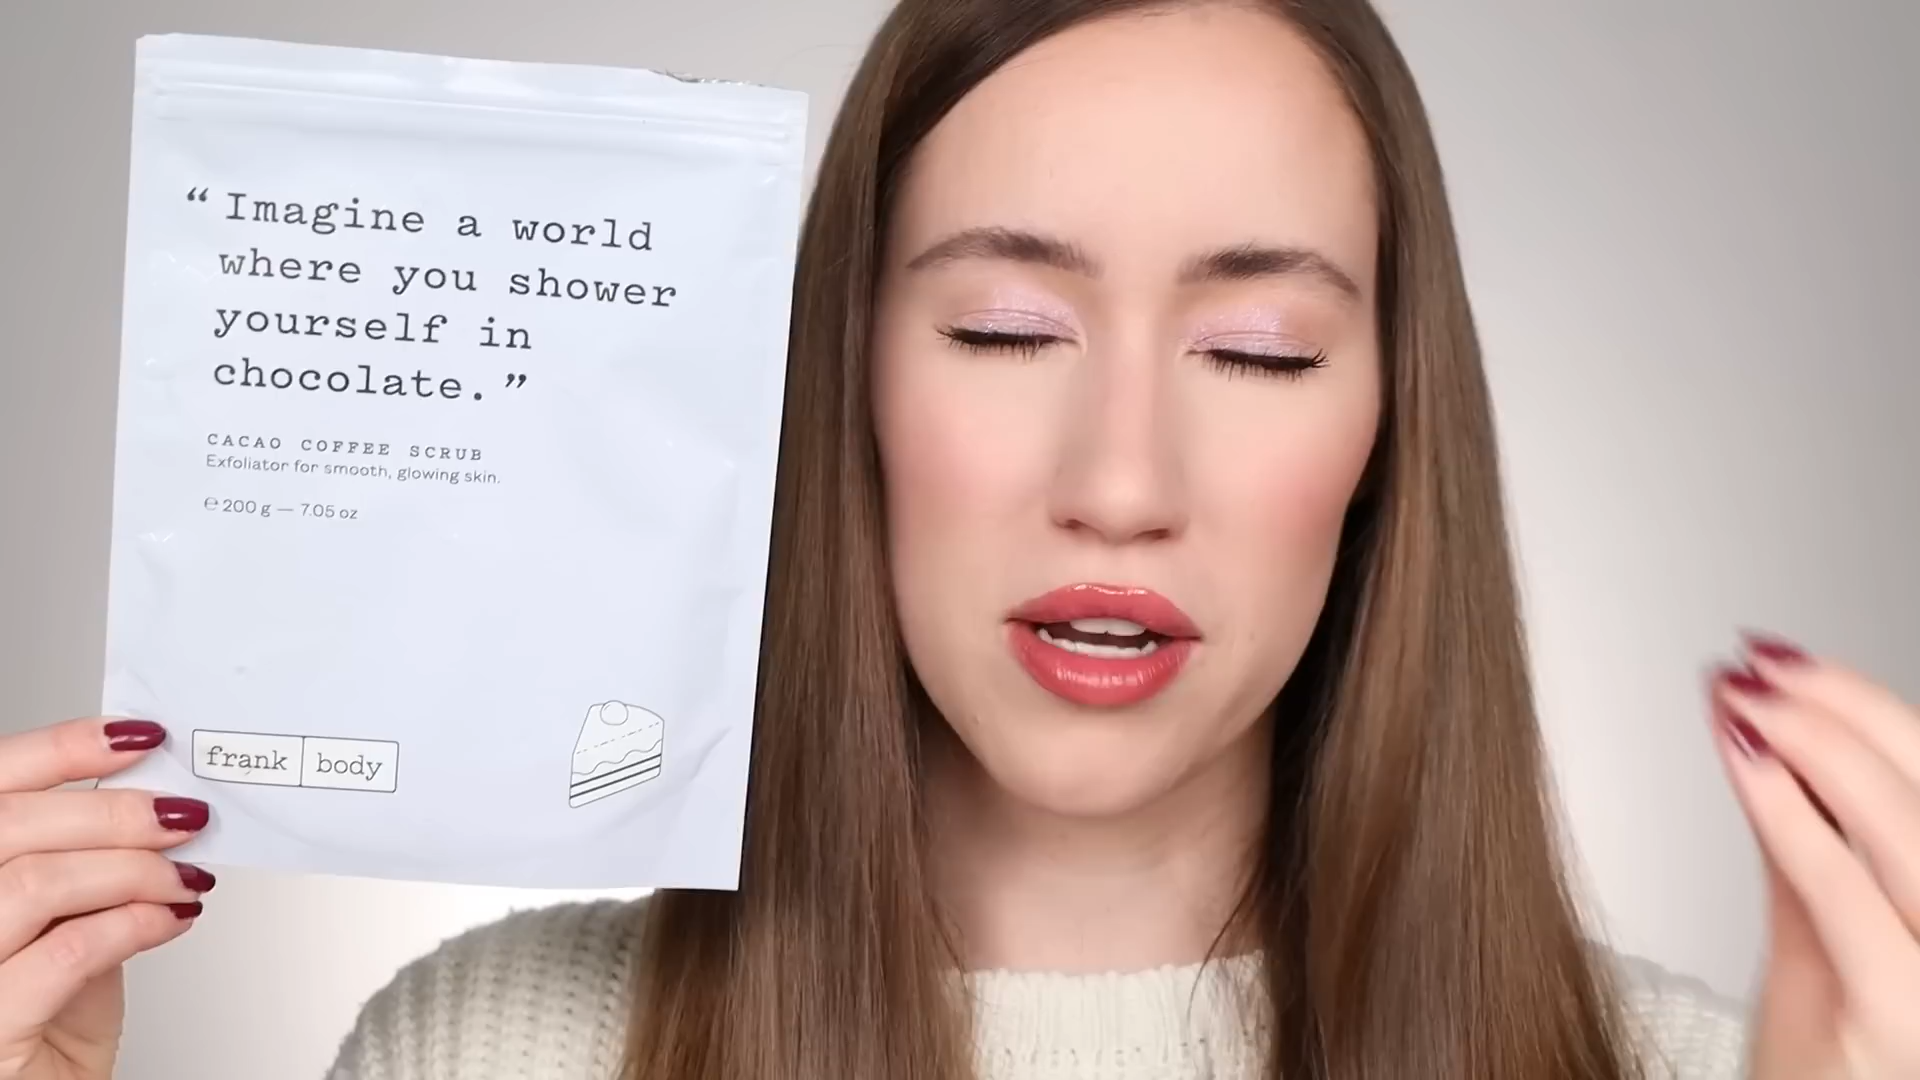 “Imagine a world
where you shower
yourself in
chocolate.”
CACAO COFFEE SCRUB
Exfoliator for smooth, glowing skin.
℮ 200 g — 7.05 oz
frank body